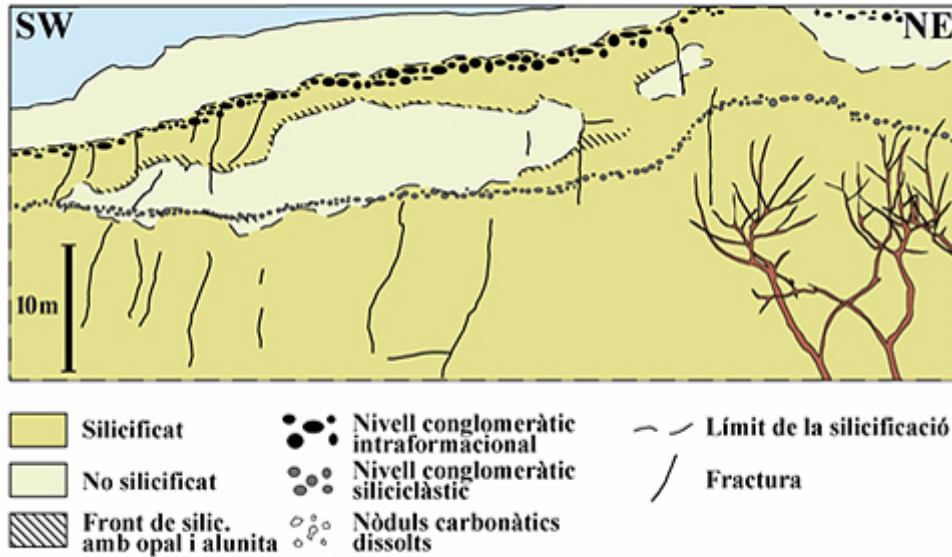 SW
NE
10 m
Silicificat
No silicificat
Front de silic.
amb opal i alunita
Nivell conglomeràtic
intraformacional
Nivell conglomeràtic
siliciclàstic
Nòduls carbonàtics
dissolts
Límit de la silicificació
Fractura